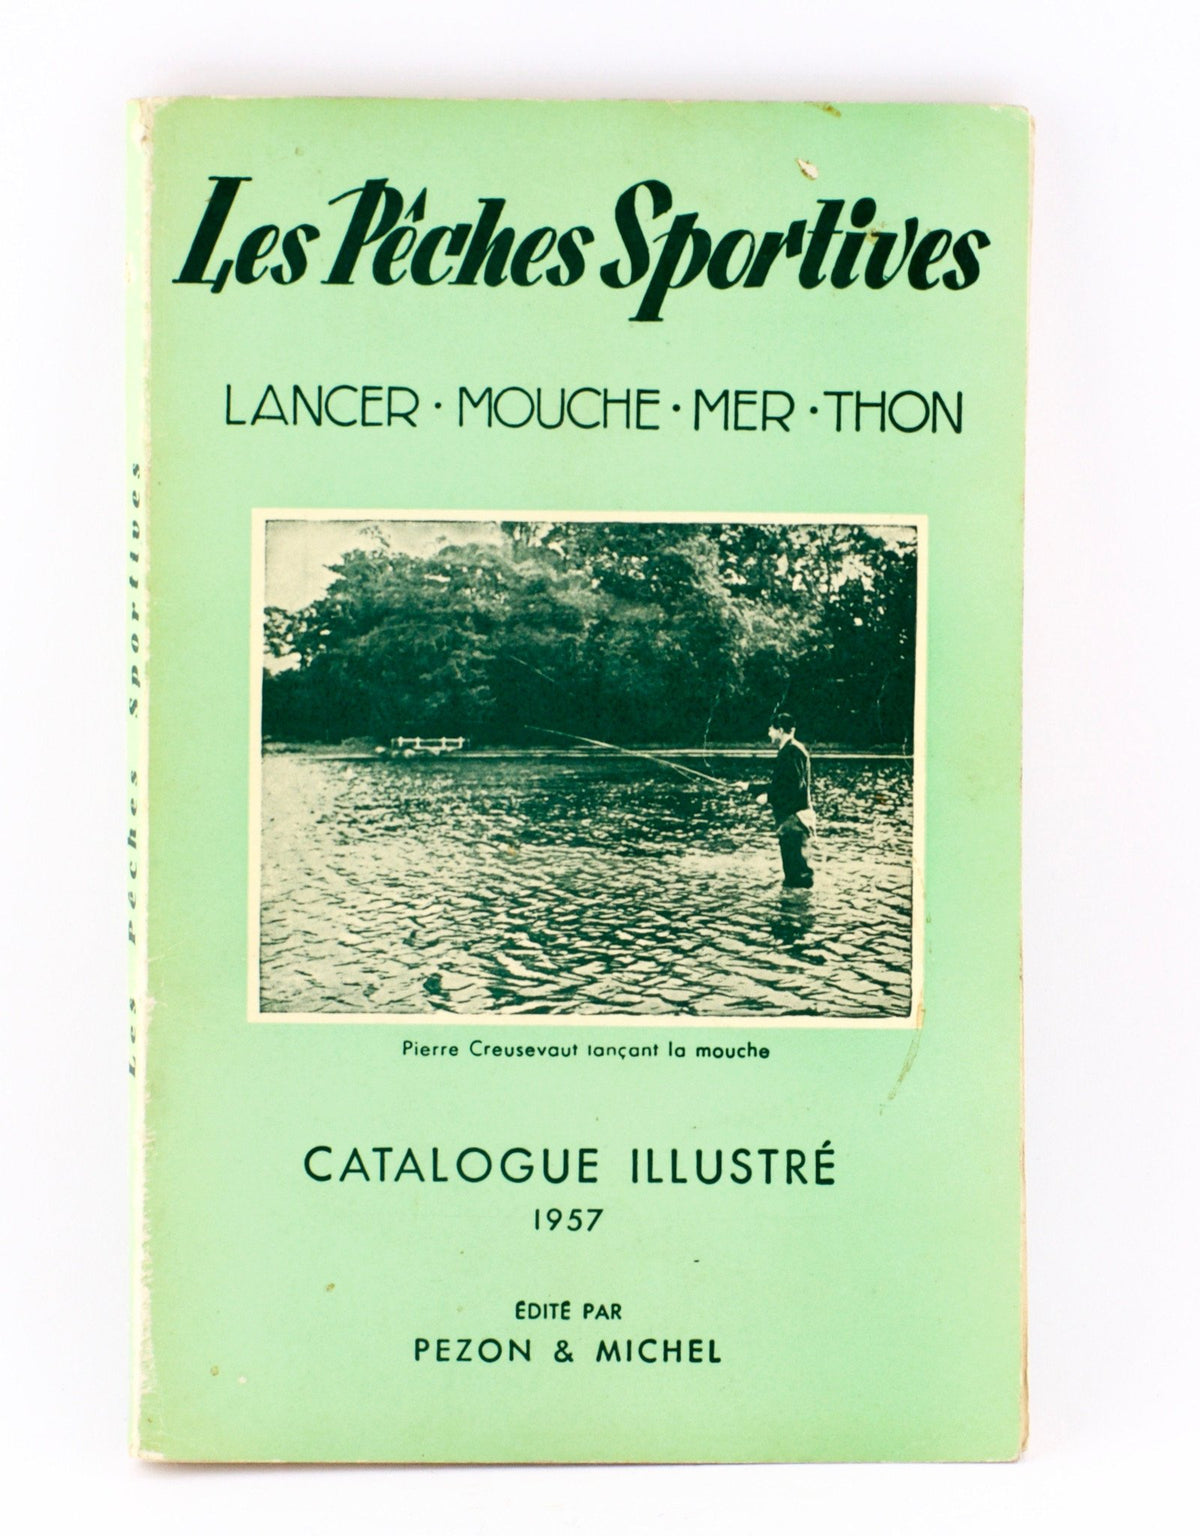 Les Pêches Sportives
LANCER · MOUCHE · MER · THON
Pierre Creusevaut lançant la mouche
CATALOGUE ILLUSTRÉ
1957
ÉDITÉ PAR
PEZON & MICHEL
Les Pêches Sportives